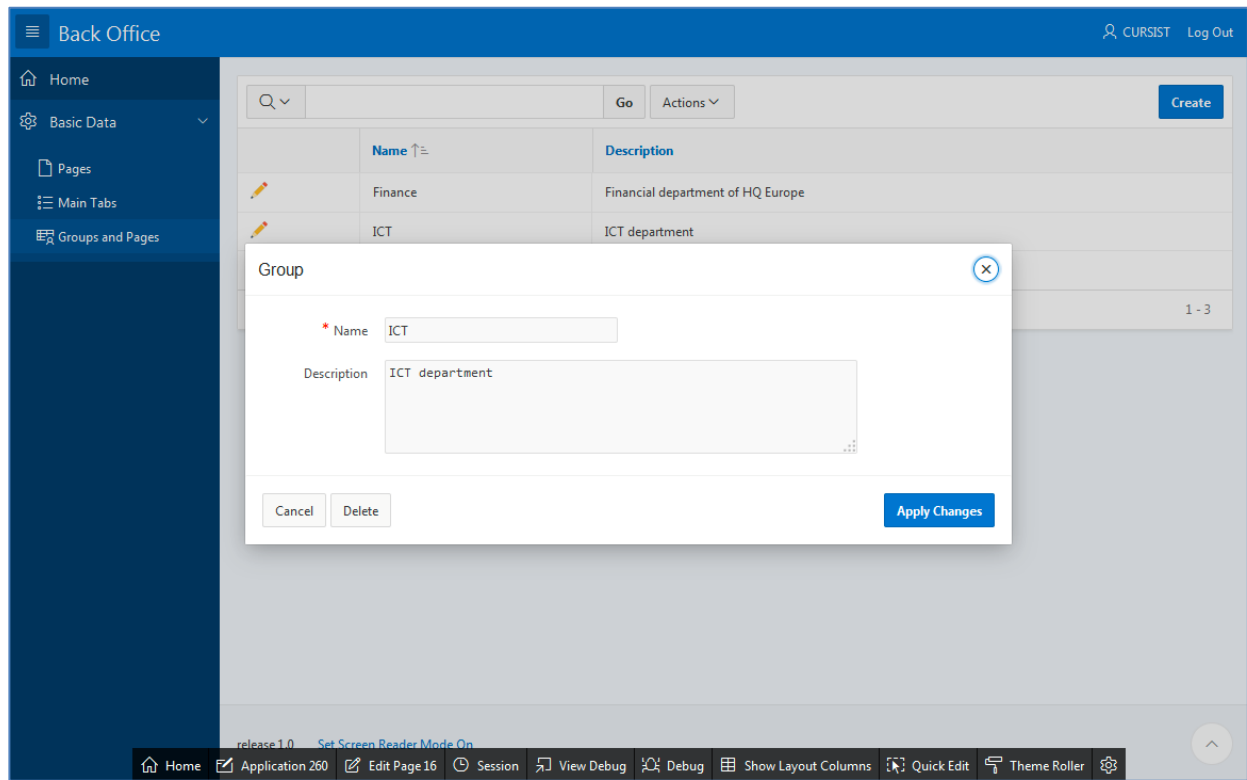 Back Office
CURSIST Log Out
Home
Basic Data
Pages
Main Tabs
Groups and Pages
Go Actions Create
Name Description
Finance Financial department of HQ Europe
ICT ICT department
1 - 3
Group
* Name ICT
Description ICT department
Cancel Delete Apply Changes
release 1.0 Set Screen Reader Mode On
Home Application 260 Edit Page 16 Session View Debug Debug Show Layout Columns Quick Edit Theme Roller